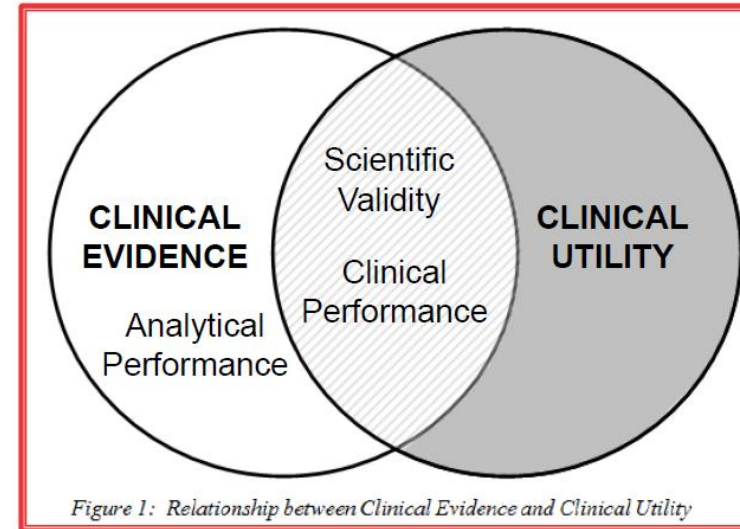 CLINICAL
EVIDENCE
Analytical
Performance
Scientific
Validity
Clinical
Performance
CLINICAL
UTILITY
Figure 1: Relationship between Clinical Evidence and Clinical Utility